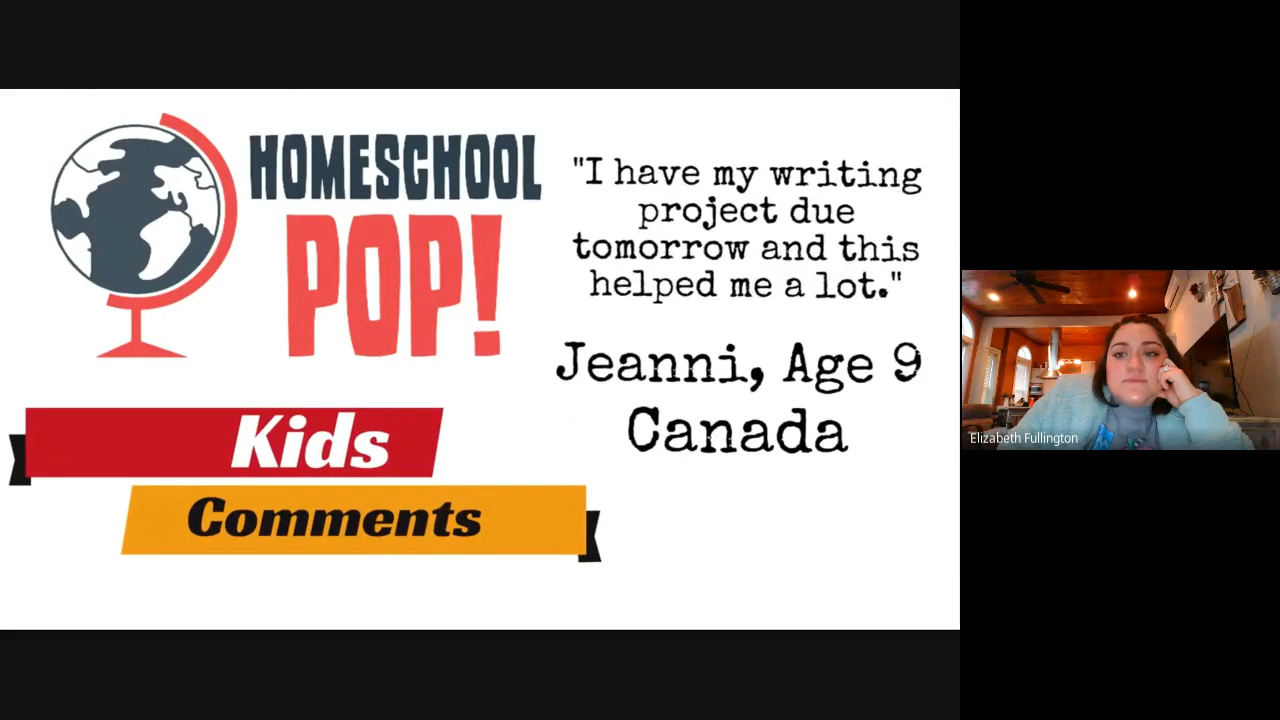 HOMESCHOOL
POP!
"I have my writing
project due
tomorrow and this
helped me a lot."
Jeanni, Age 9
Canada
Kids
Comments
Elizabeth Fullington